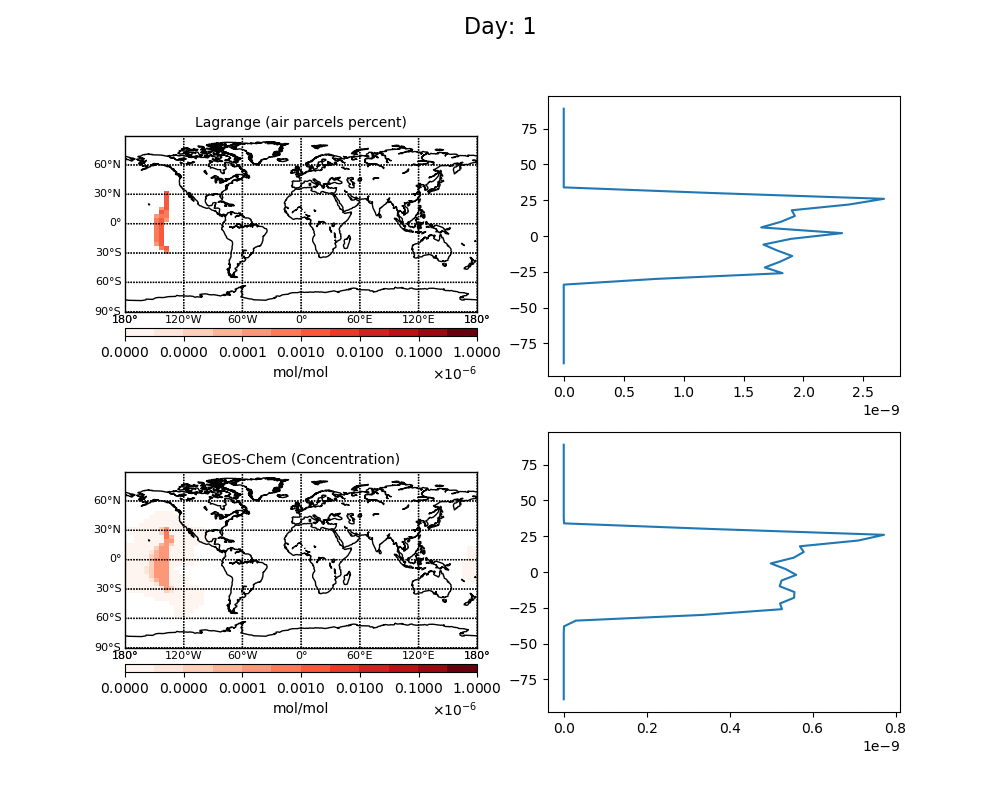 Day: 1
Lagrange (air parcels percent)
60°N
30°N
0°
30°S
60°S
90°S
180° 120°W 60°W 0° 60°E 120°E 180°
0.0000 0.0000 0.0001 0.0010 0.0100 0.1000 1.0000
mol/mol ×10⁻⁶
75
50
25
0
−25
−50
−75
0.0 0.5 1.0 1.5 2.0 2.5
1e−9
GEOS-Chem (Concentration)
60°N
30°N
0°
30°S
60°S
90°S
180° 120°W 60°W 0° 60°E 120°E 180°
0.0000 0.0000 0.0001 0.0010 0.0100 0.1000 1.0000
mol/mol ×10⁻⁶
75
50
25
0
−25
−50
−75
0.0 0.2 0.4 0.6 0.8
1e−9